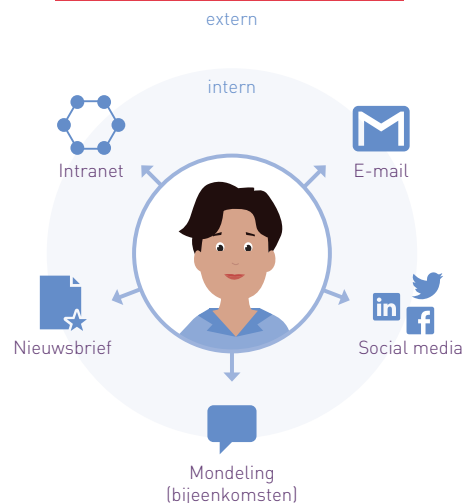 extern
intern
Intranet
E-mail
Nieuwsbrief
in
f
Social media
Mondeling
(bijeenkomsten)